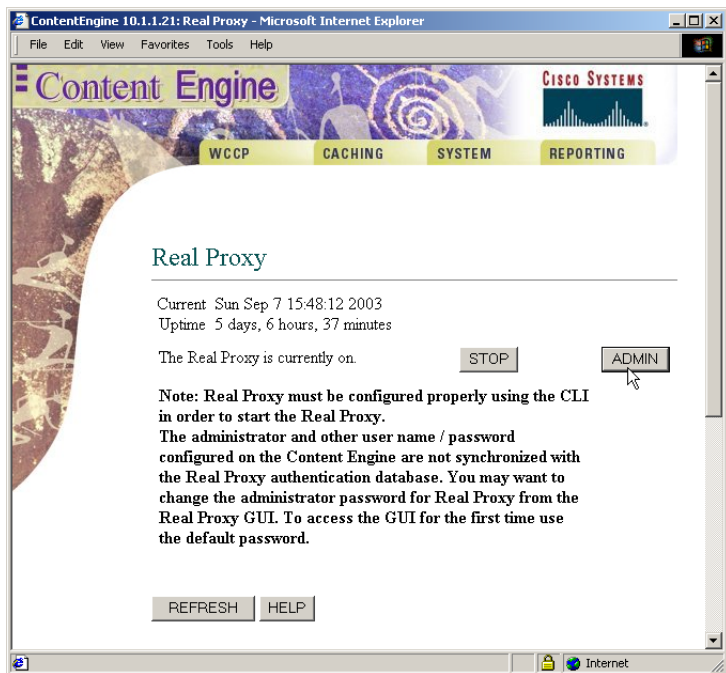 ContentEngine 10.1.1.21: Real Proxy - Microsoft Internet Explorer
File Edit View Favorites Tools Help
Content Engine
CISCO SYSTEMS
WCCP CACHING SYSTEM REPORTING
Real Proxy
Current Sun Sep 7 15:48:12 2003
Uptime 5 days, 6 hours, 37 minutes
The Real Proxy is currently on. STOP ADMIN
Note: Real Proxy must be configured properly using the CLI
in order to start the Real Proxy.
The administrator and other user name / password
configured on the Content Engine are not synchronized with
the Real Proxy authentication database. You may want to
change the administrator password for Real Proxy from the
Real Proxy GUI. To access the GUI for the first time use
the default password.
REFRESH HELP
Internet